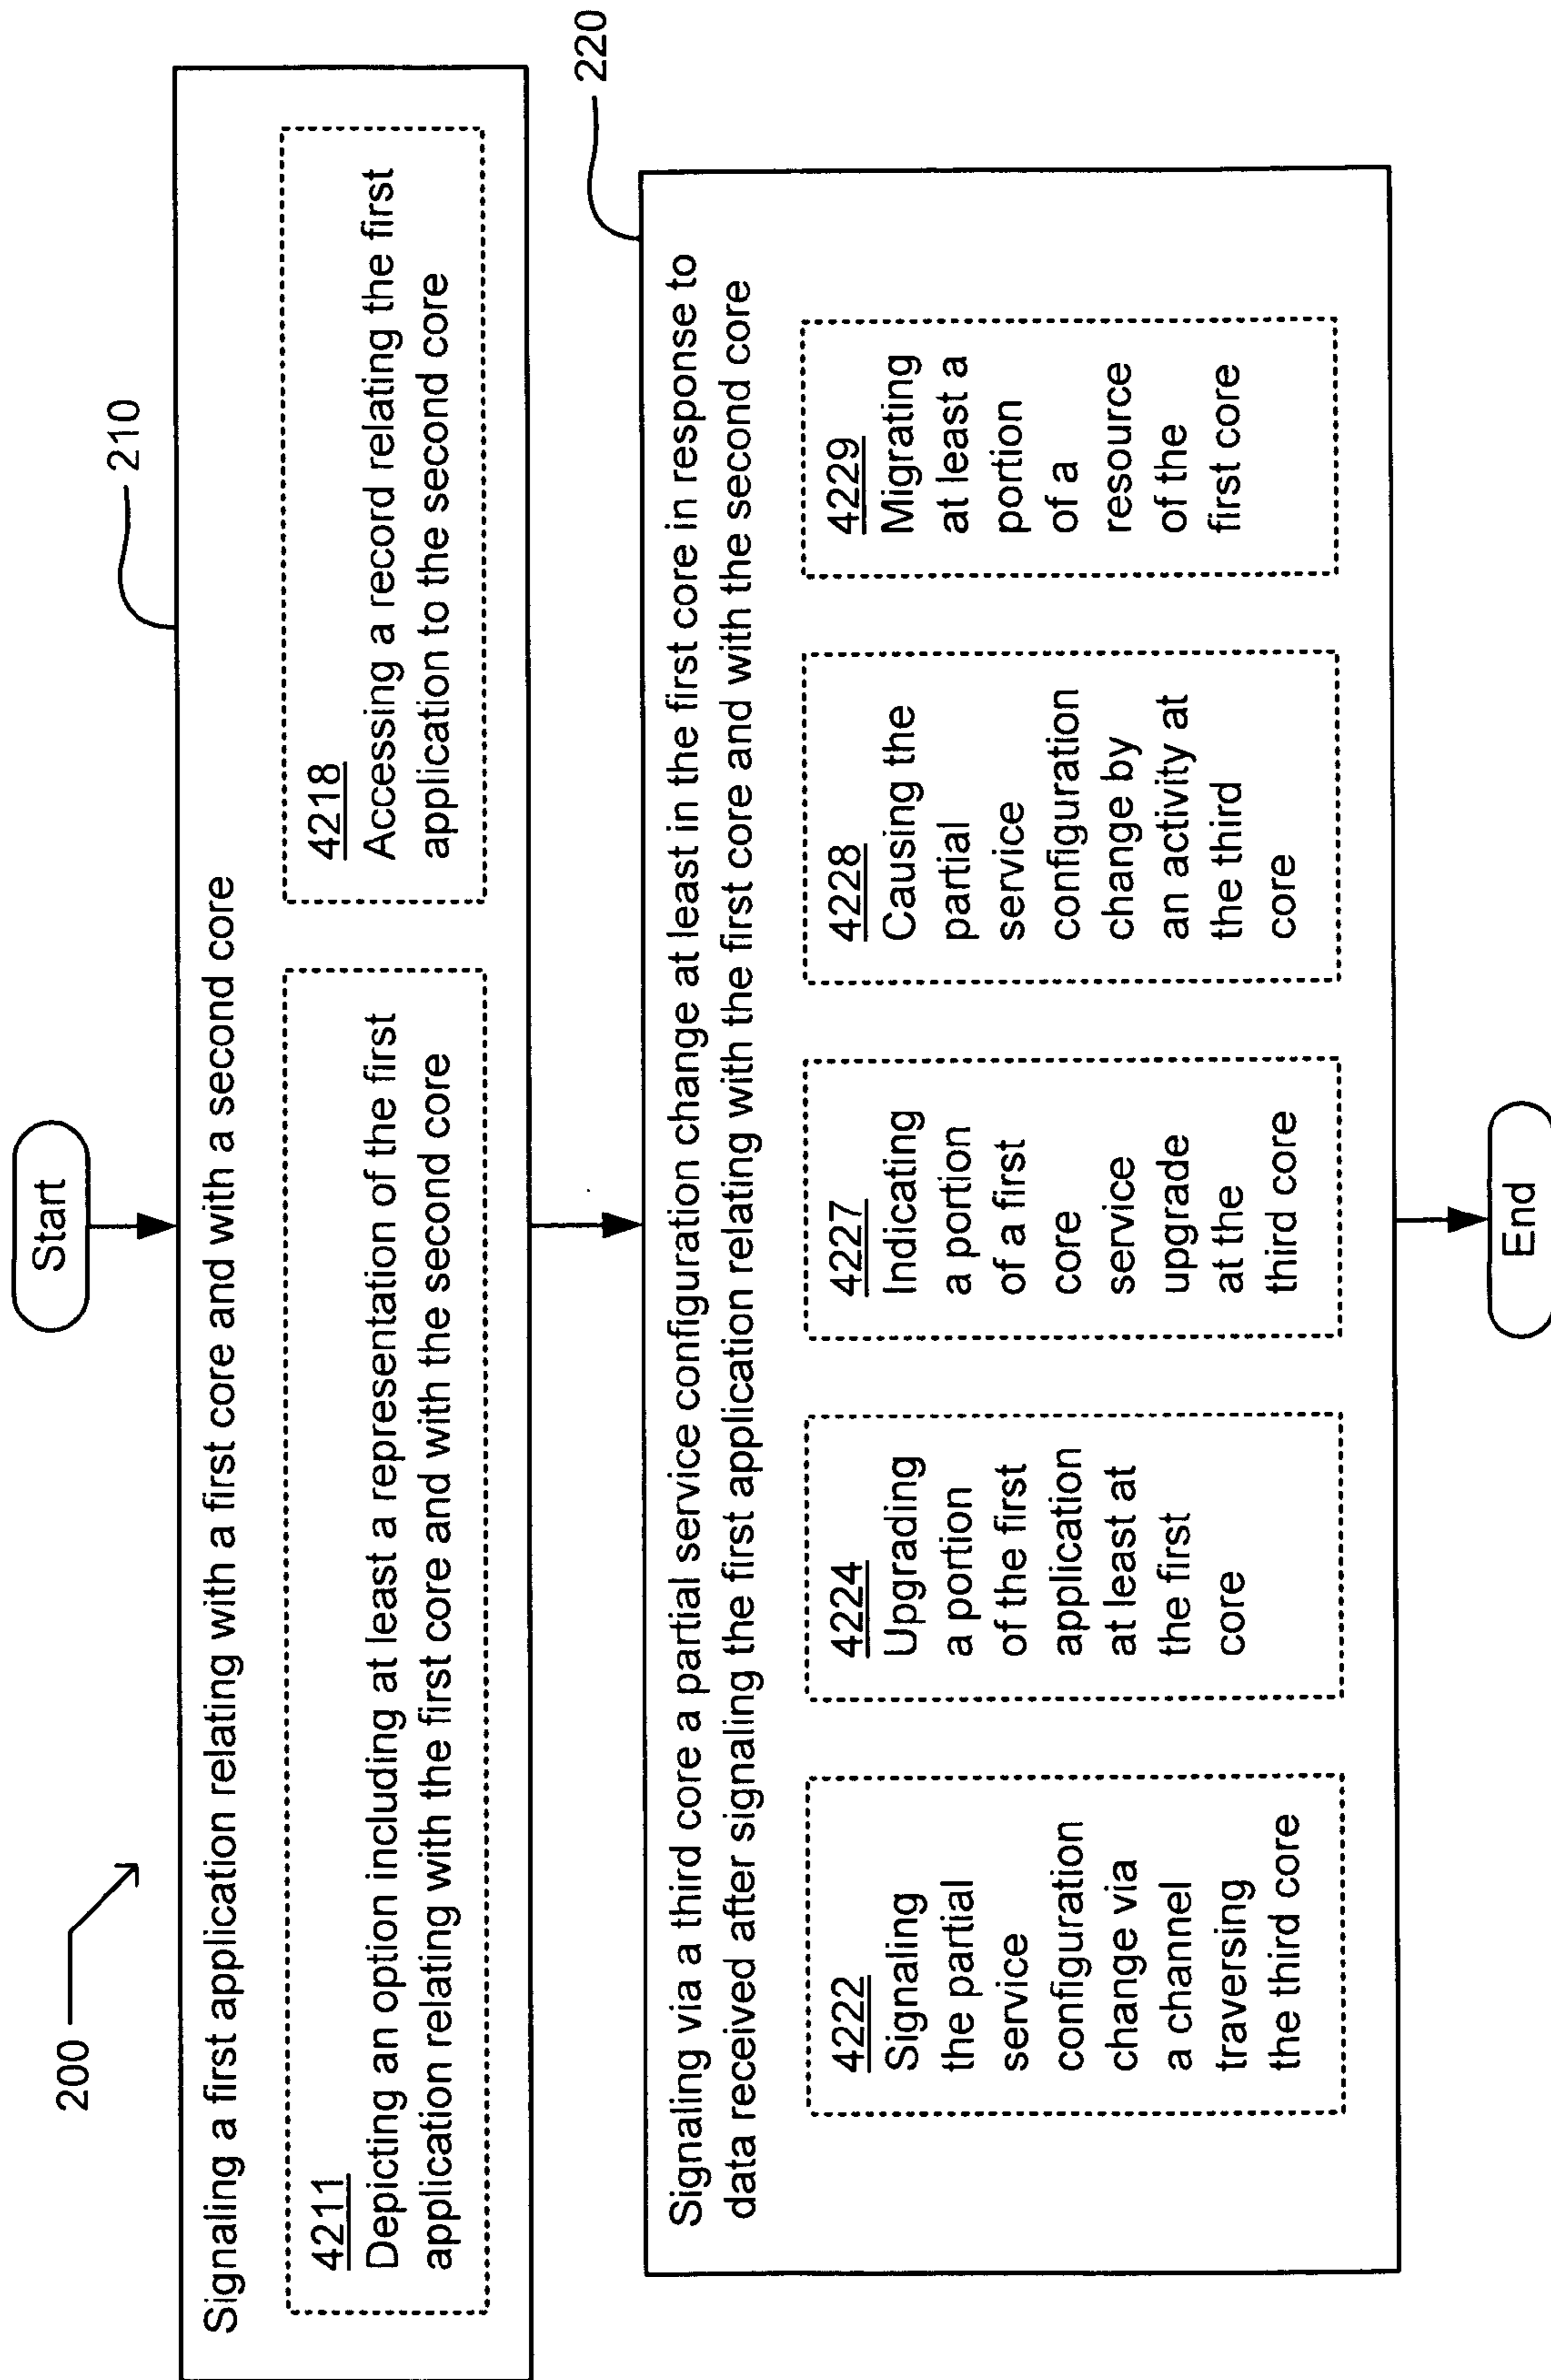 200
Start
210
Signaling a first application relating with a first core and with a second core
4211
Depicting an option including at least a representation of the first
application relating with the first core and with the second core
4218
Accessing a record relating the first
application to the second core
220
Signaling via a third core a partial service configuration change at least in the first core in response to
data received after signaling the first application relating with the first core and with the second core
4222
Signaling
the partial
service
configuration
change via
a channel
traversing
the third core
4224
Upgrading
a portion
of the first
application
at least at
the first
core
4227
Indicating
a portion
of a first
core
service
upgrade
at the
third core
4228
Causing the
partial
service
configuration
change by
an activity at
the third
core
4229
Migrating
at least a
portion
of a
resource
of the
first core
End